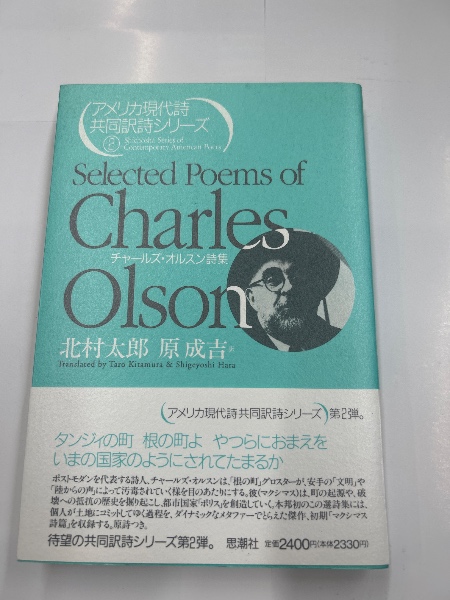 アメリカ現代詩
共同訳詩シリーズ
Shichosha Series of
Contemporary American Poets
Selected Poems of
Charles
チャールズ・オルスン詩集
Olson
北村太郎 原成吉 訳
Translated by Taro Kitamura & Shigeyoshi Hara
(アメリカ現代詩共同訳詩シリーズ)第2弾。
タンジィの町 根の町よ やつらにおまえを
いまの国家のようにされてたまるか
ポストモダンを代表する詩人、チャールズ・オルスンは、「根の町」グロスターが、安手の「文明」や
「陸からの声」によって汚毒されていく様を目のあたりにする。彼(マクシマス)は、町の起源や、破
壊への抵抗の歴史を掘り起こし、都市国家「ポリス」を創造していく。本邦初のこの選詩集には、
個人が土地にコミットしてゆく過程を、ダイナミックなメタファーでとらえた傑作、初期「マクシマス
詩篇」を収録する。原詩つき。
待望の共同訳詩シリーズ第2弾。 思潮社 定価2400円(本体2330円)